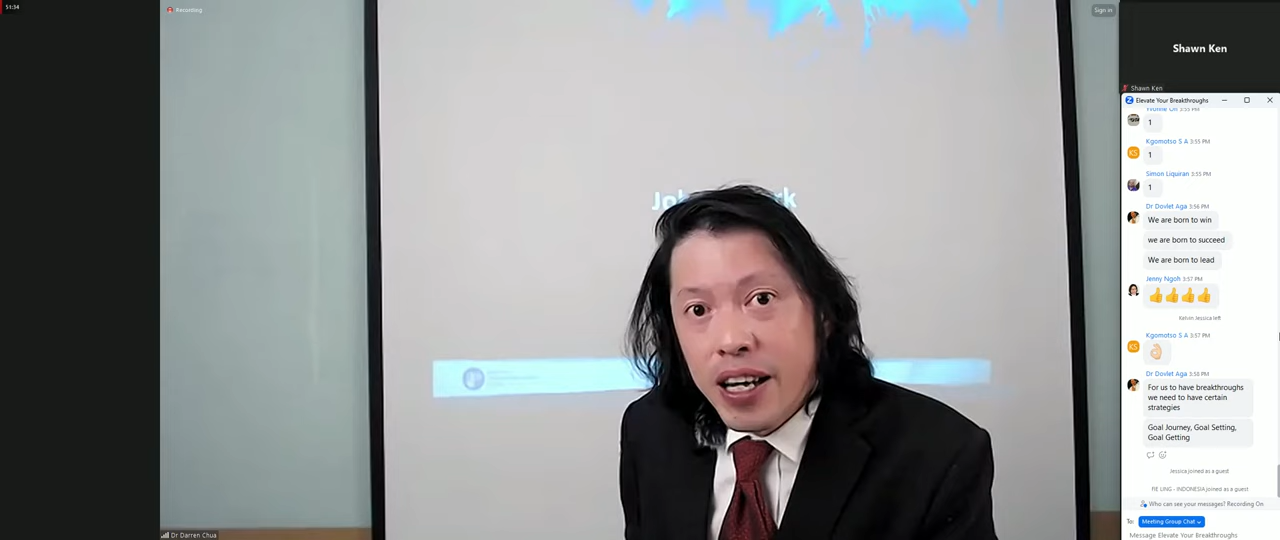 51:34
Recording
Sign in
Shawn Ken
Shawn Ken
Elevate Your Breakthroughs
3:55 PM
1
Kgomotso S A 3:55 PM
KS
1
Simon Liquiran 3:55 PM
1
Dr Dovlet Aga 3:56 PM
We are born to win
we are born to succeed
We are born to lead
Jenny Ngoh 3:57 PM
Kelvin Jessica left
Kgomotso S A 3:57 PM
KS
Dr Dovlet Aga 3:58 PM
For us to have breakthroughs
we need to have certain
strategies
Goal Journey, Goal Setting,
Goal Getting
Jessica joined as a guest
FIE LING - INDONESIA joined as a guest
Who can see your messages? Recording On
To: Meeting Group Chat
Message Elevate Your Breakthroughs
Dr Darren Chua